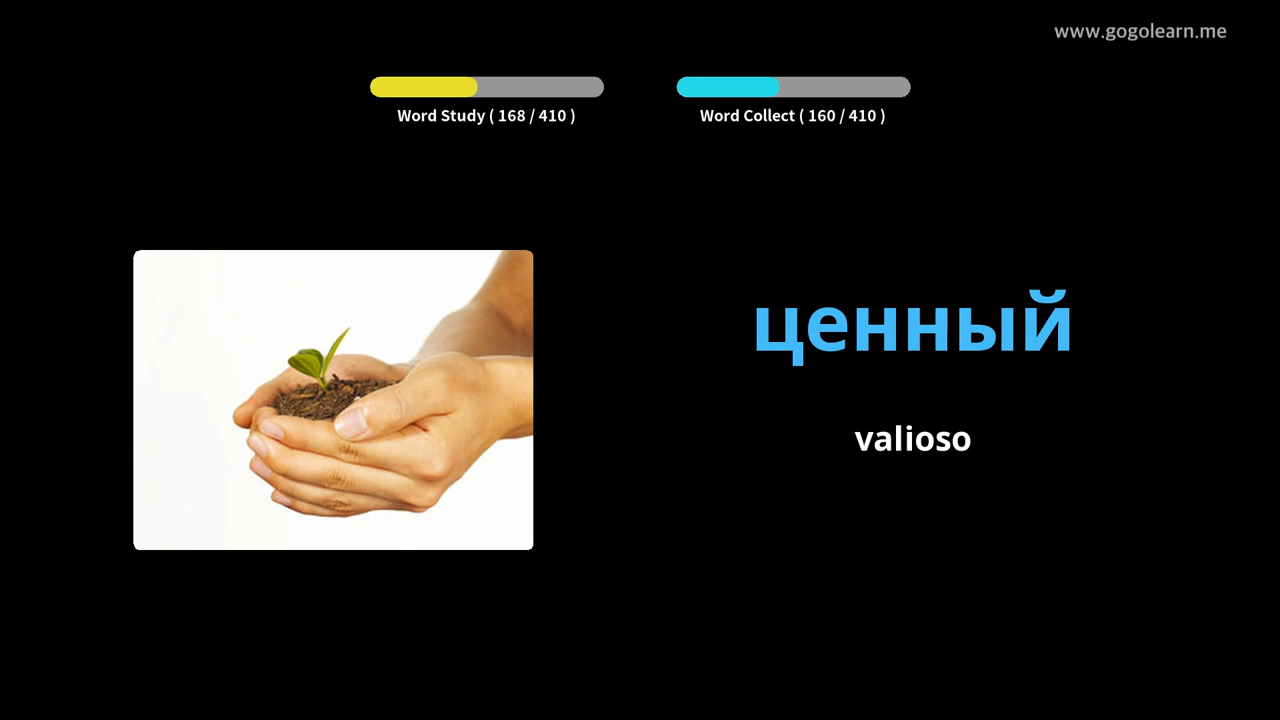 www.gogolearn.me
Word Study ( 168 / 410 )
Word Collect ( 160 / 410 )
ценный
valioso